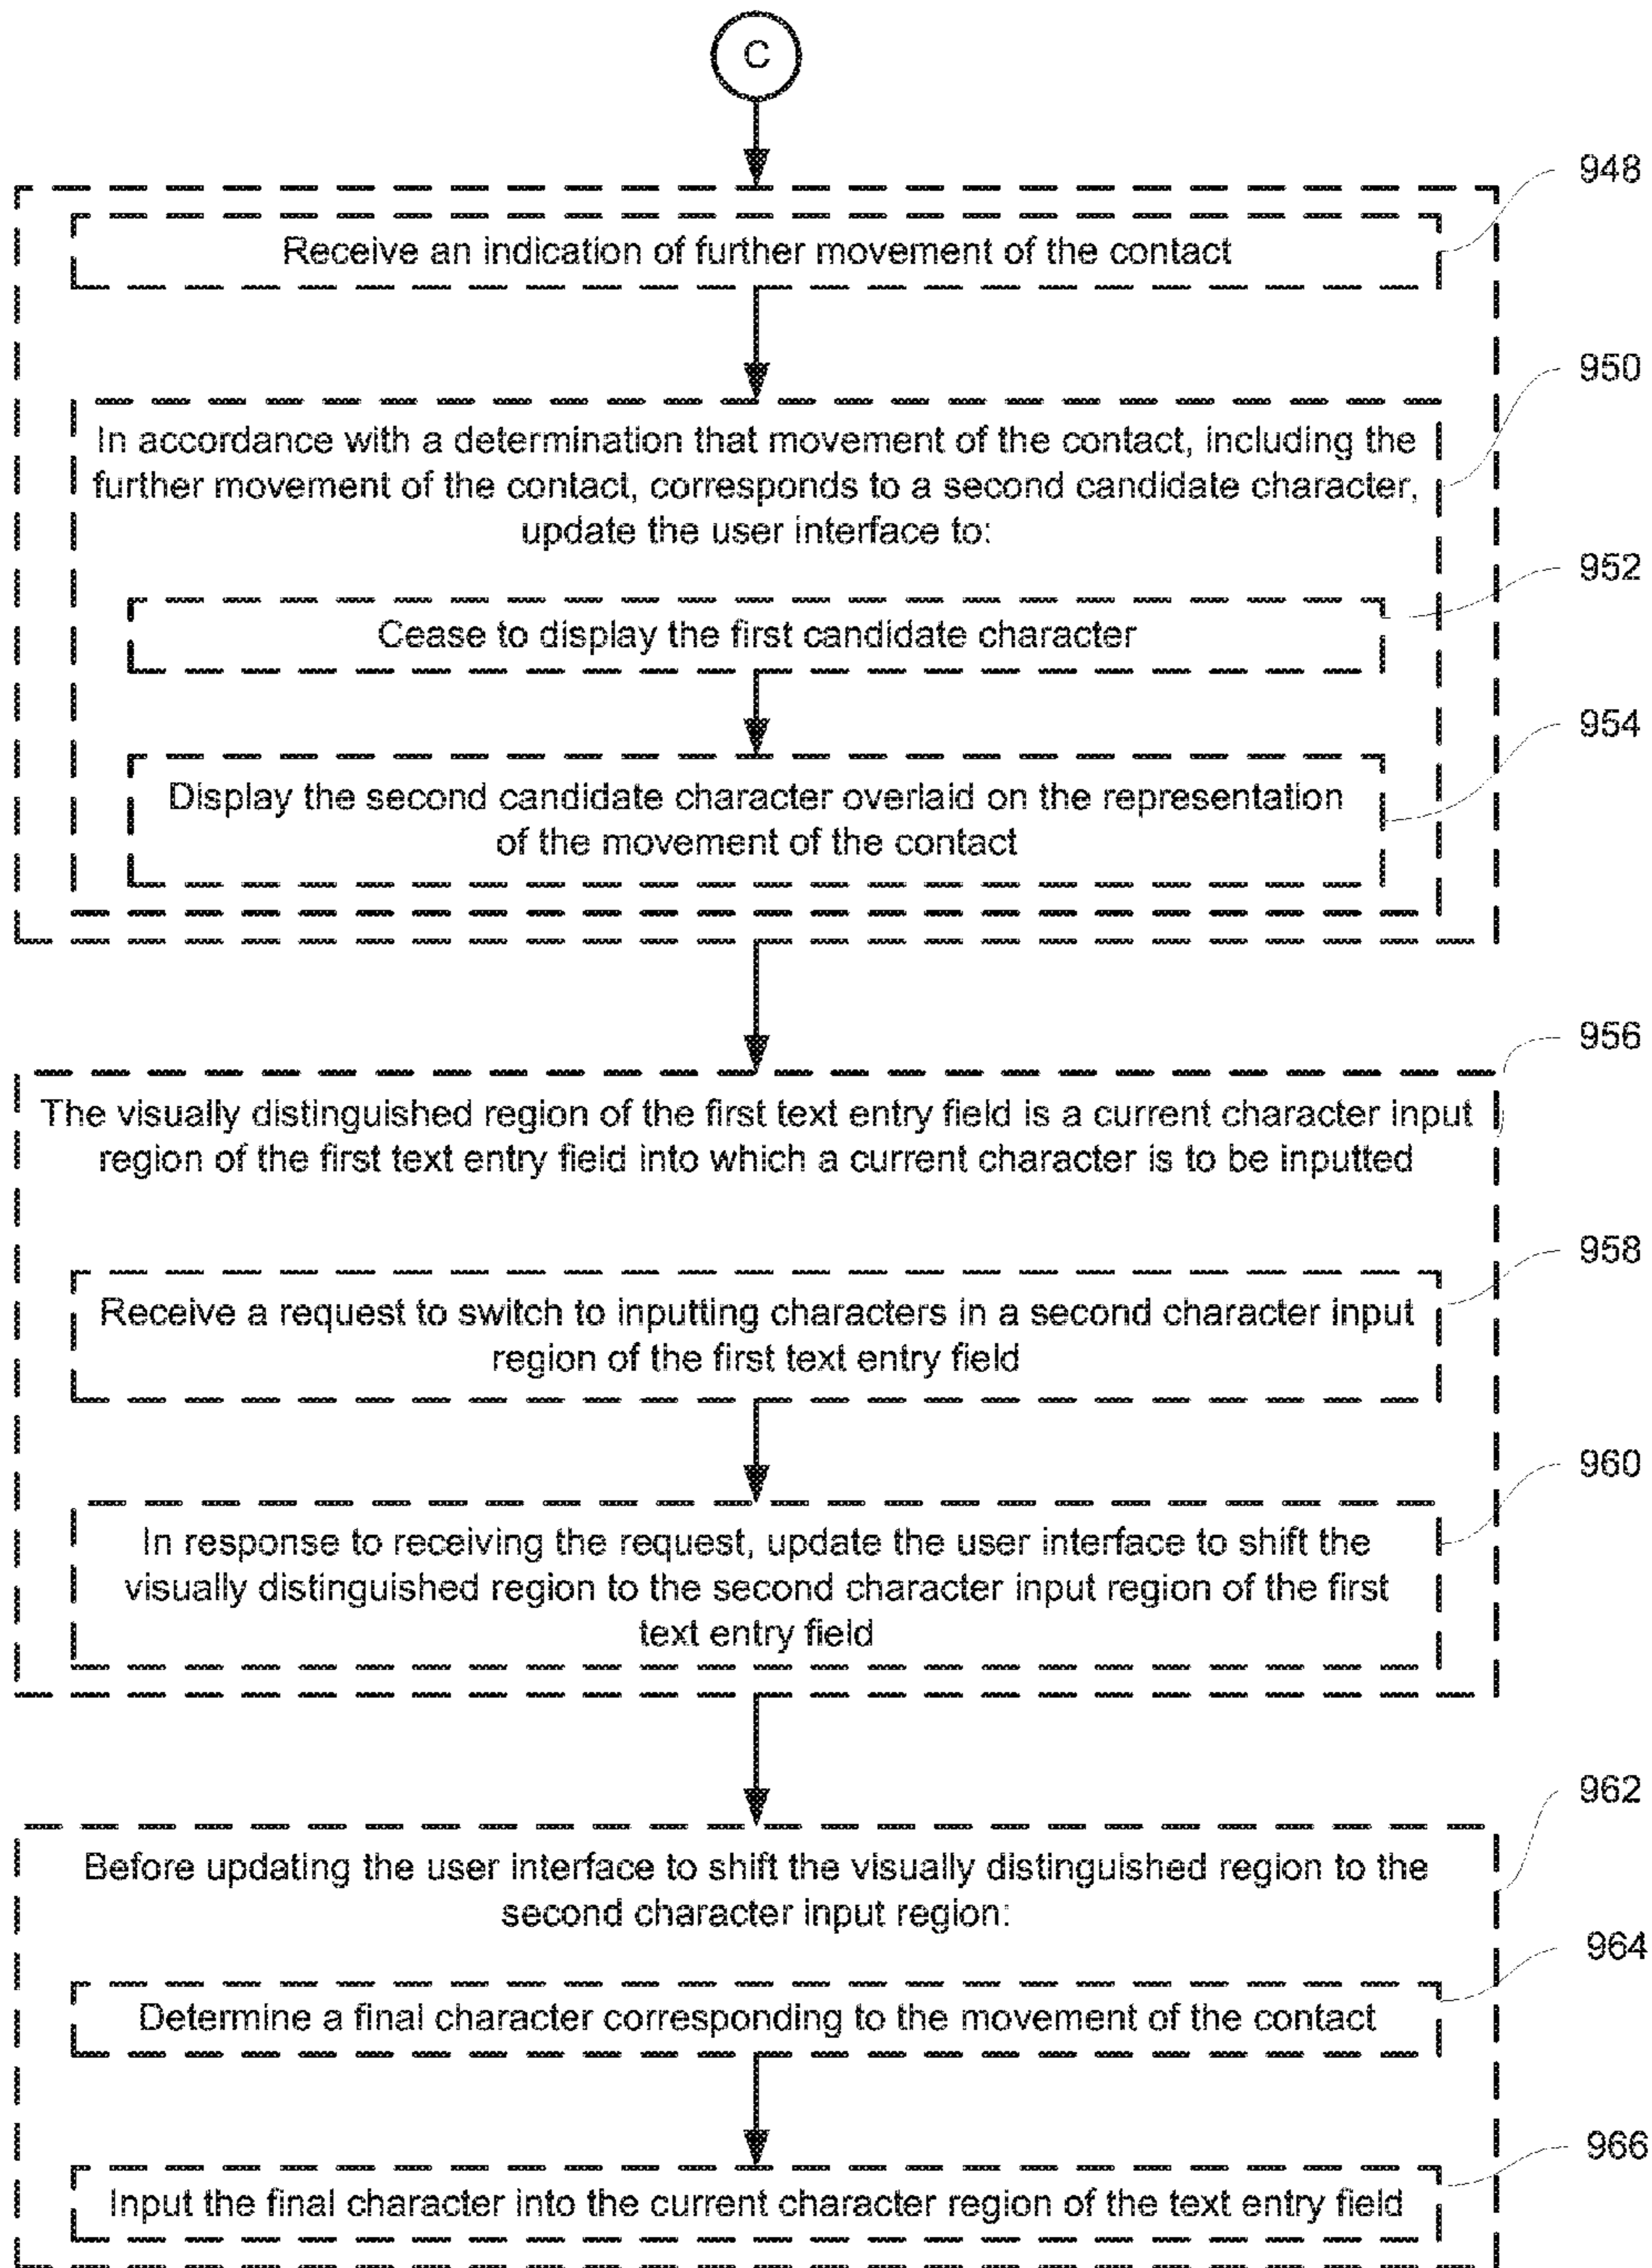 C
948
Receive an indication of further movement of the contact
950
In accordance with a determination that movement of the contact, including the
further movement of the contact, corresponds to a second candidate character,
update the user interface to:
952
Cease to display the first candidate character
954
Display the second candidate character overlaid on the representation
of the movement of the contact
956
The visually distinguished region of the first text entry field is a current character input
region of the first text entry field into which a current character is to be inputted
958
Receive a request to switch to inputting characters in a second character input
region of the first text entry field
960
In response to receiving the request, update the user interface to shift the
visually distinguished region to the second character input region of the first
text entry field
962
Before updating the user interface to shift the visually distinguished region to the
second character input region:
964
Determine a final character corresponding to the movement of the contact
966
Input the final character into the current character region of the text entry field